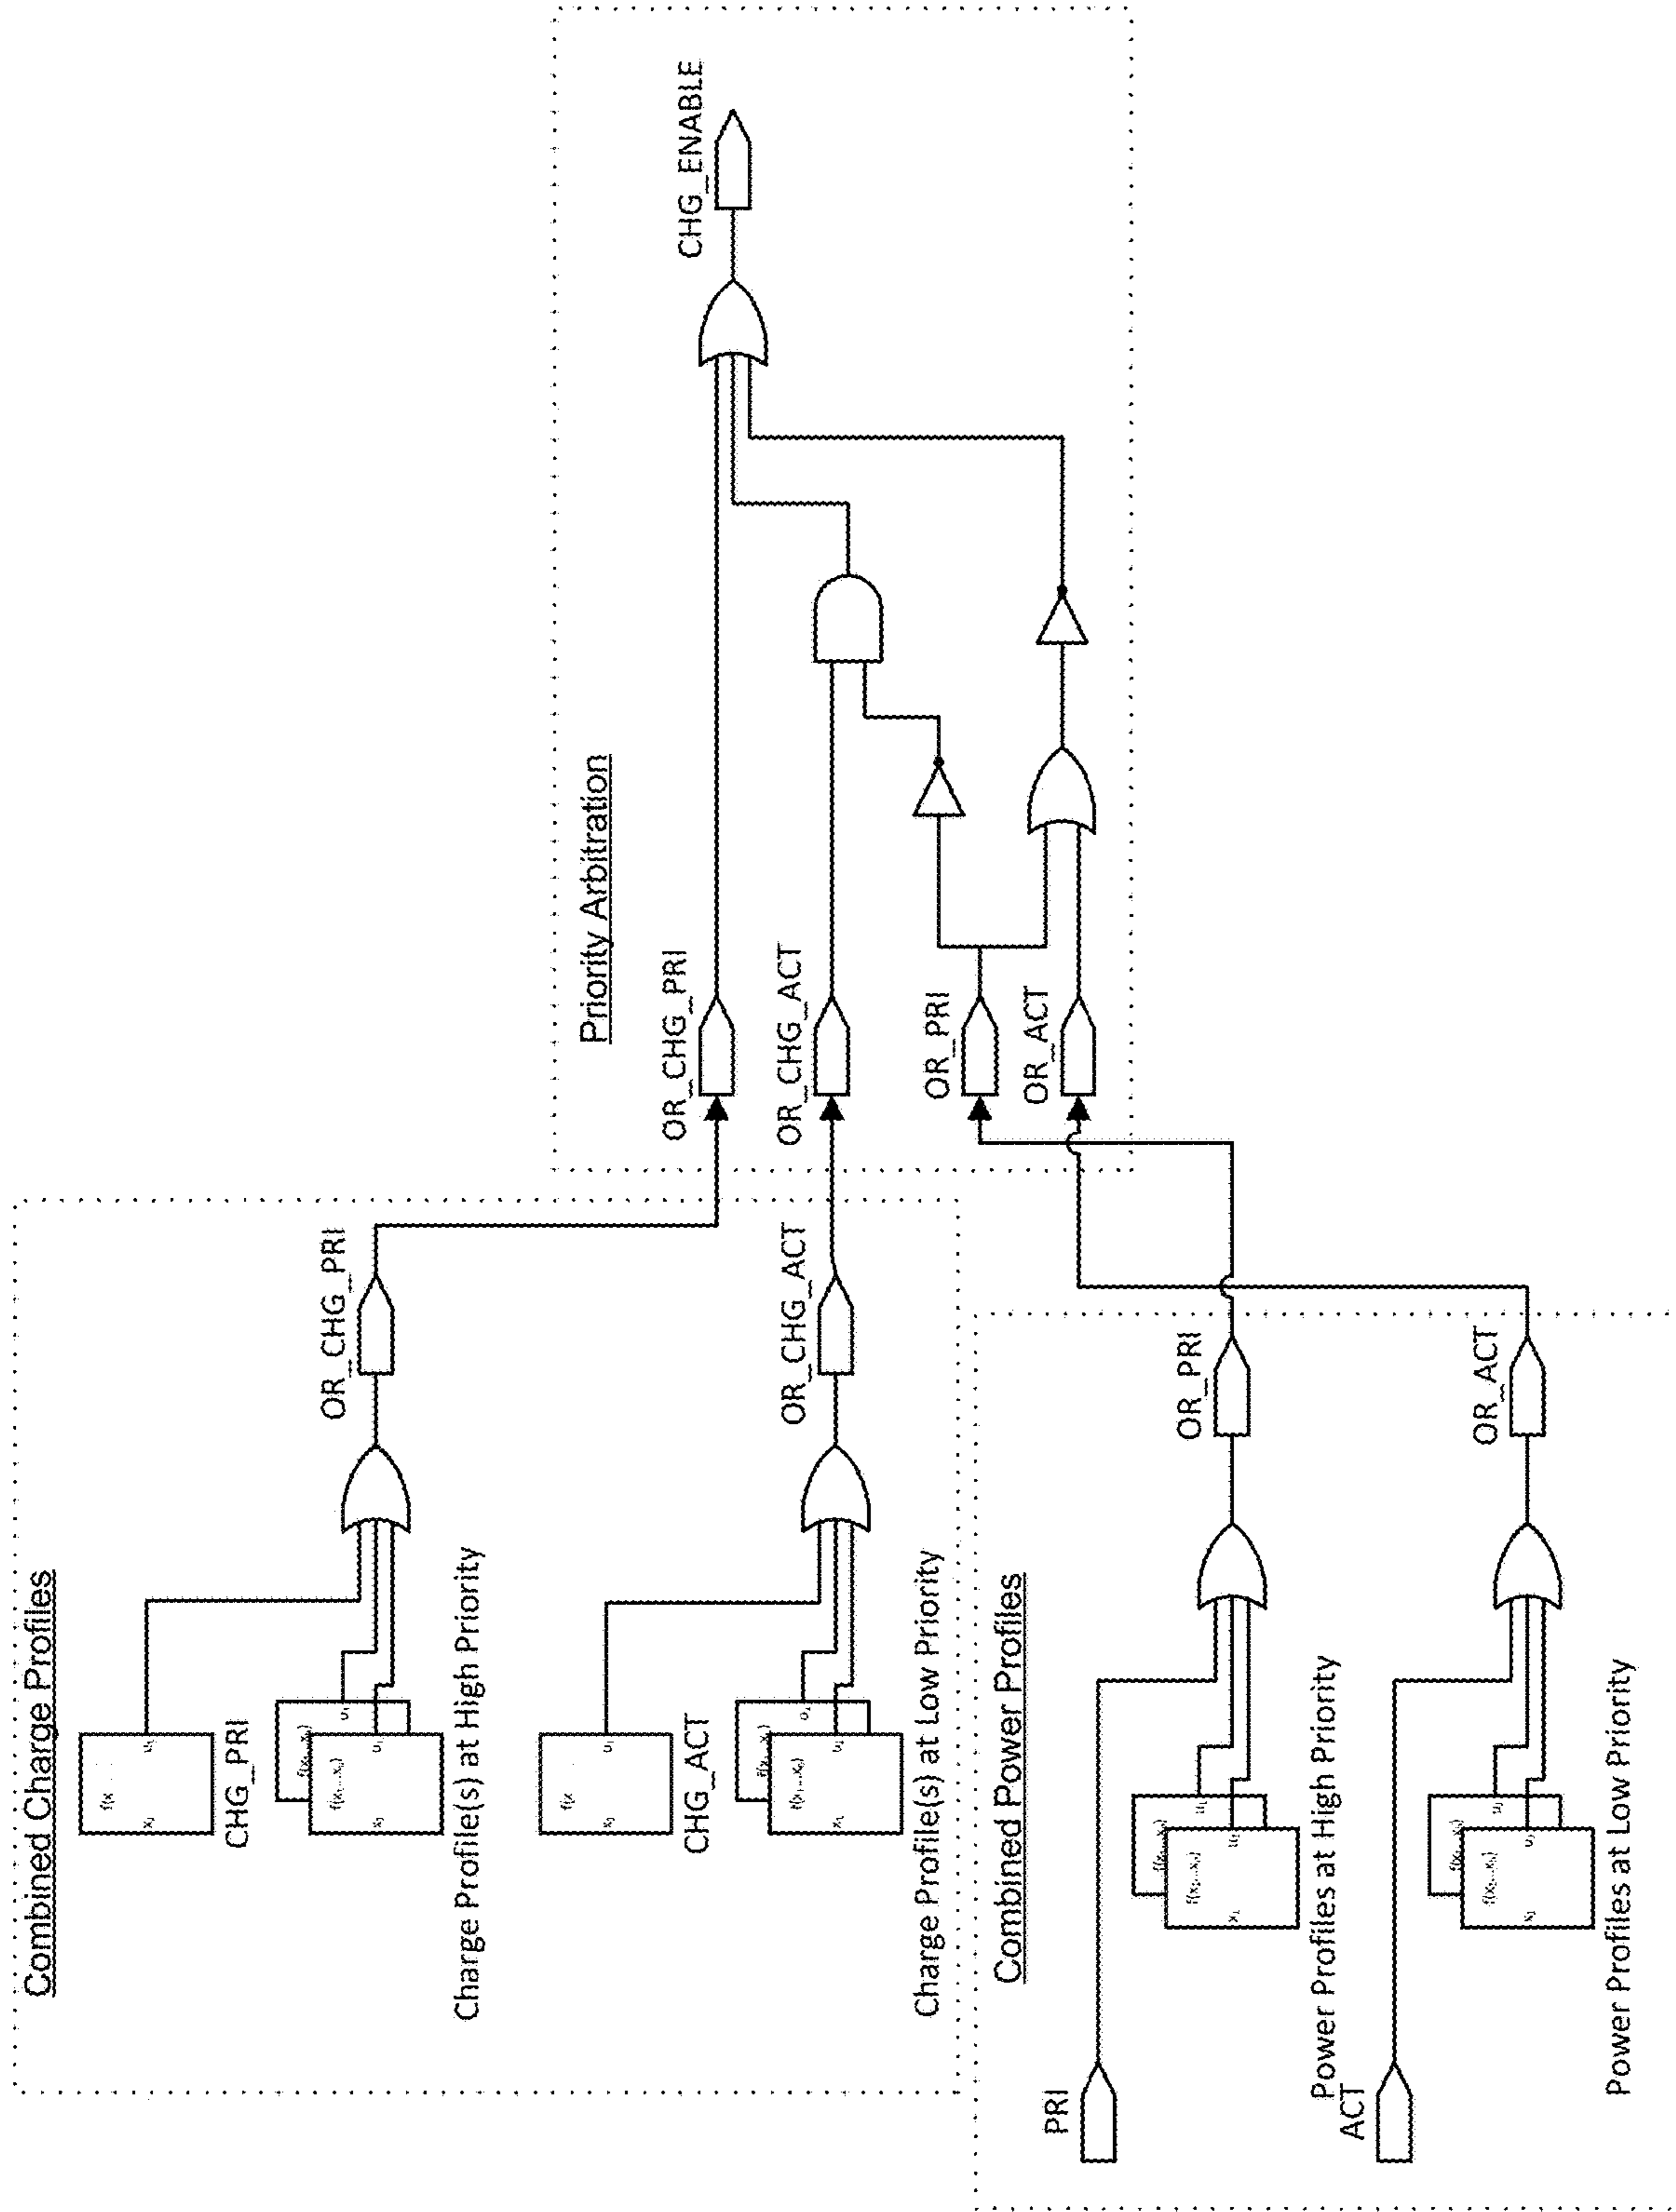 Combined Charge Profiles
CHG_PRI
Charge Profile(s) at High Priority
OR_CHG_PRI
CHG_ACT
Charge Profile(s) at Low Priority
OR_CHG_ACT
Combined Power Profiles
PRI
Power Profiles at High Priority
OR_PRI
ACT
Power Profiles at Low Priority
OR_ACT
Priority Arbitration
OR_CHG_PRI
OR_CHG_ACT
OR_PRI
OR_ACT
CHG_ENABLE